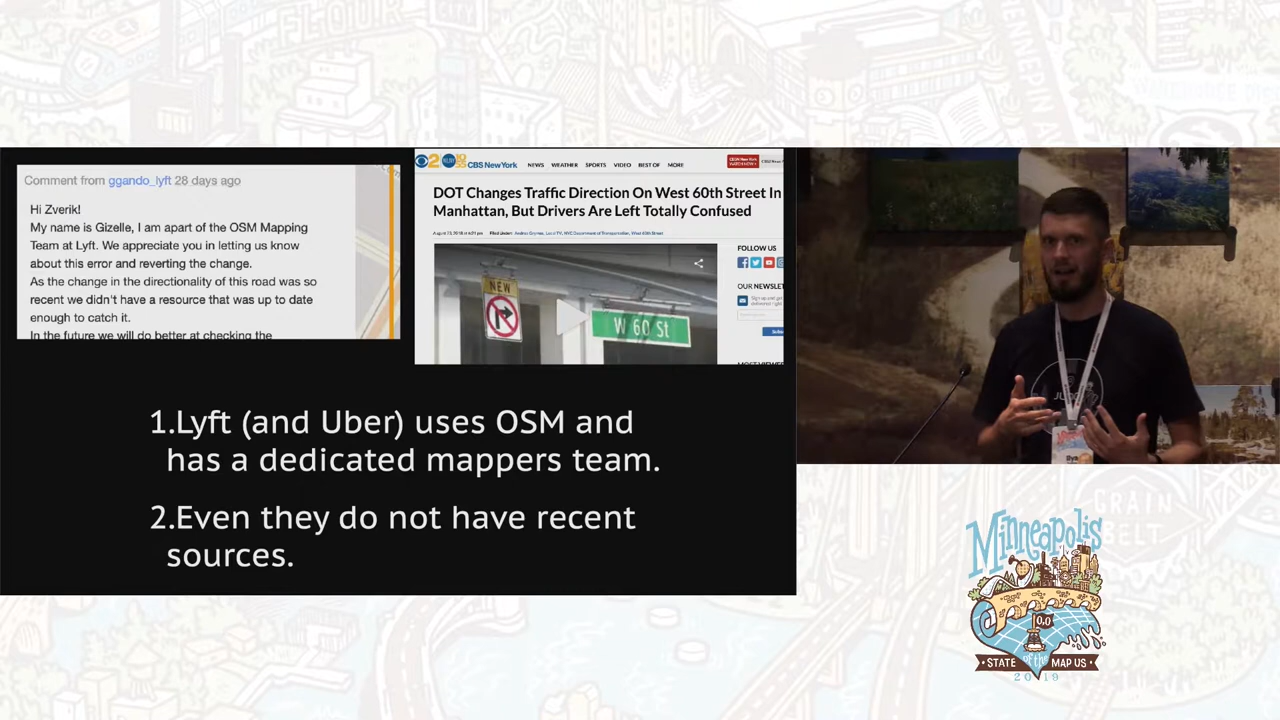 Comment from ggando_lyft 28 days ago
Hi Zverik!
My name is Gizelle, I am apart of the OSM Mapping
Team at Lyft. We appreciate you in letting us know
about this error and reverting the change.
As the change in the directionality of this road was so
recent we didn't have a resource that was up to date
enough to catch it.
In the future we will do better at checking the
CBS New York
NEWS WEATHER SPORTS VIDEO BEST OF MORE
DOT Changes Traffic Direction On West 60th Street In
Manhattan, But Drivers Are Left Totally Confused
FOLLOW US
OUR NEWSLET
NEW
W 60 St
1.Lyft (and Uber) uses OSM and
has a dedicated mappers team.
2.Even they do not have recent
sources.
Ilya
Minneapolis
0,0
STATE of the MAP US
2019
GRAIN
BELT